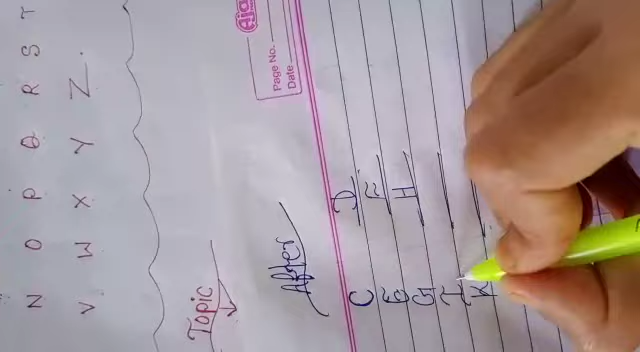 N O P Q R S T
V W X Y Z.
Topic
Page No.
Date
After
C D
E F
G H
I
K